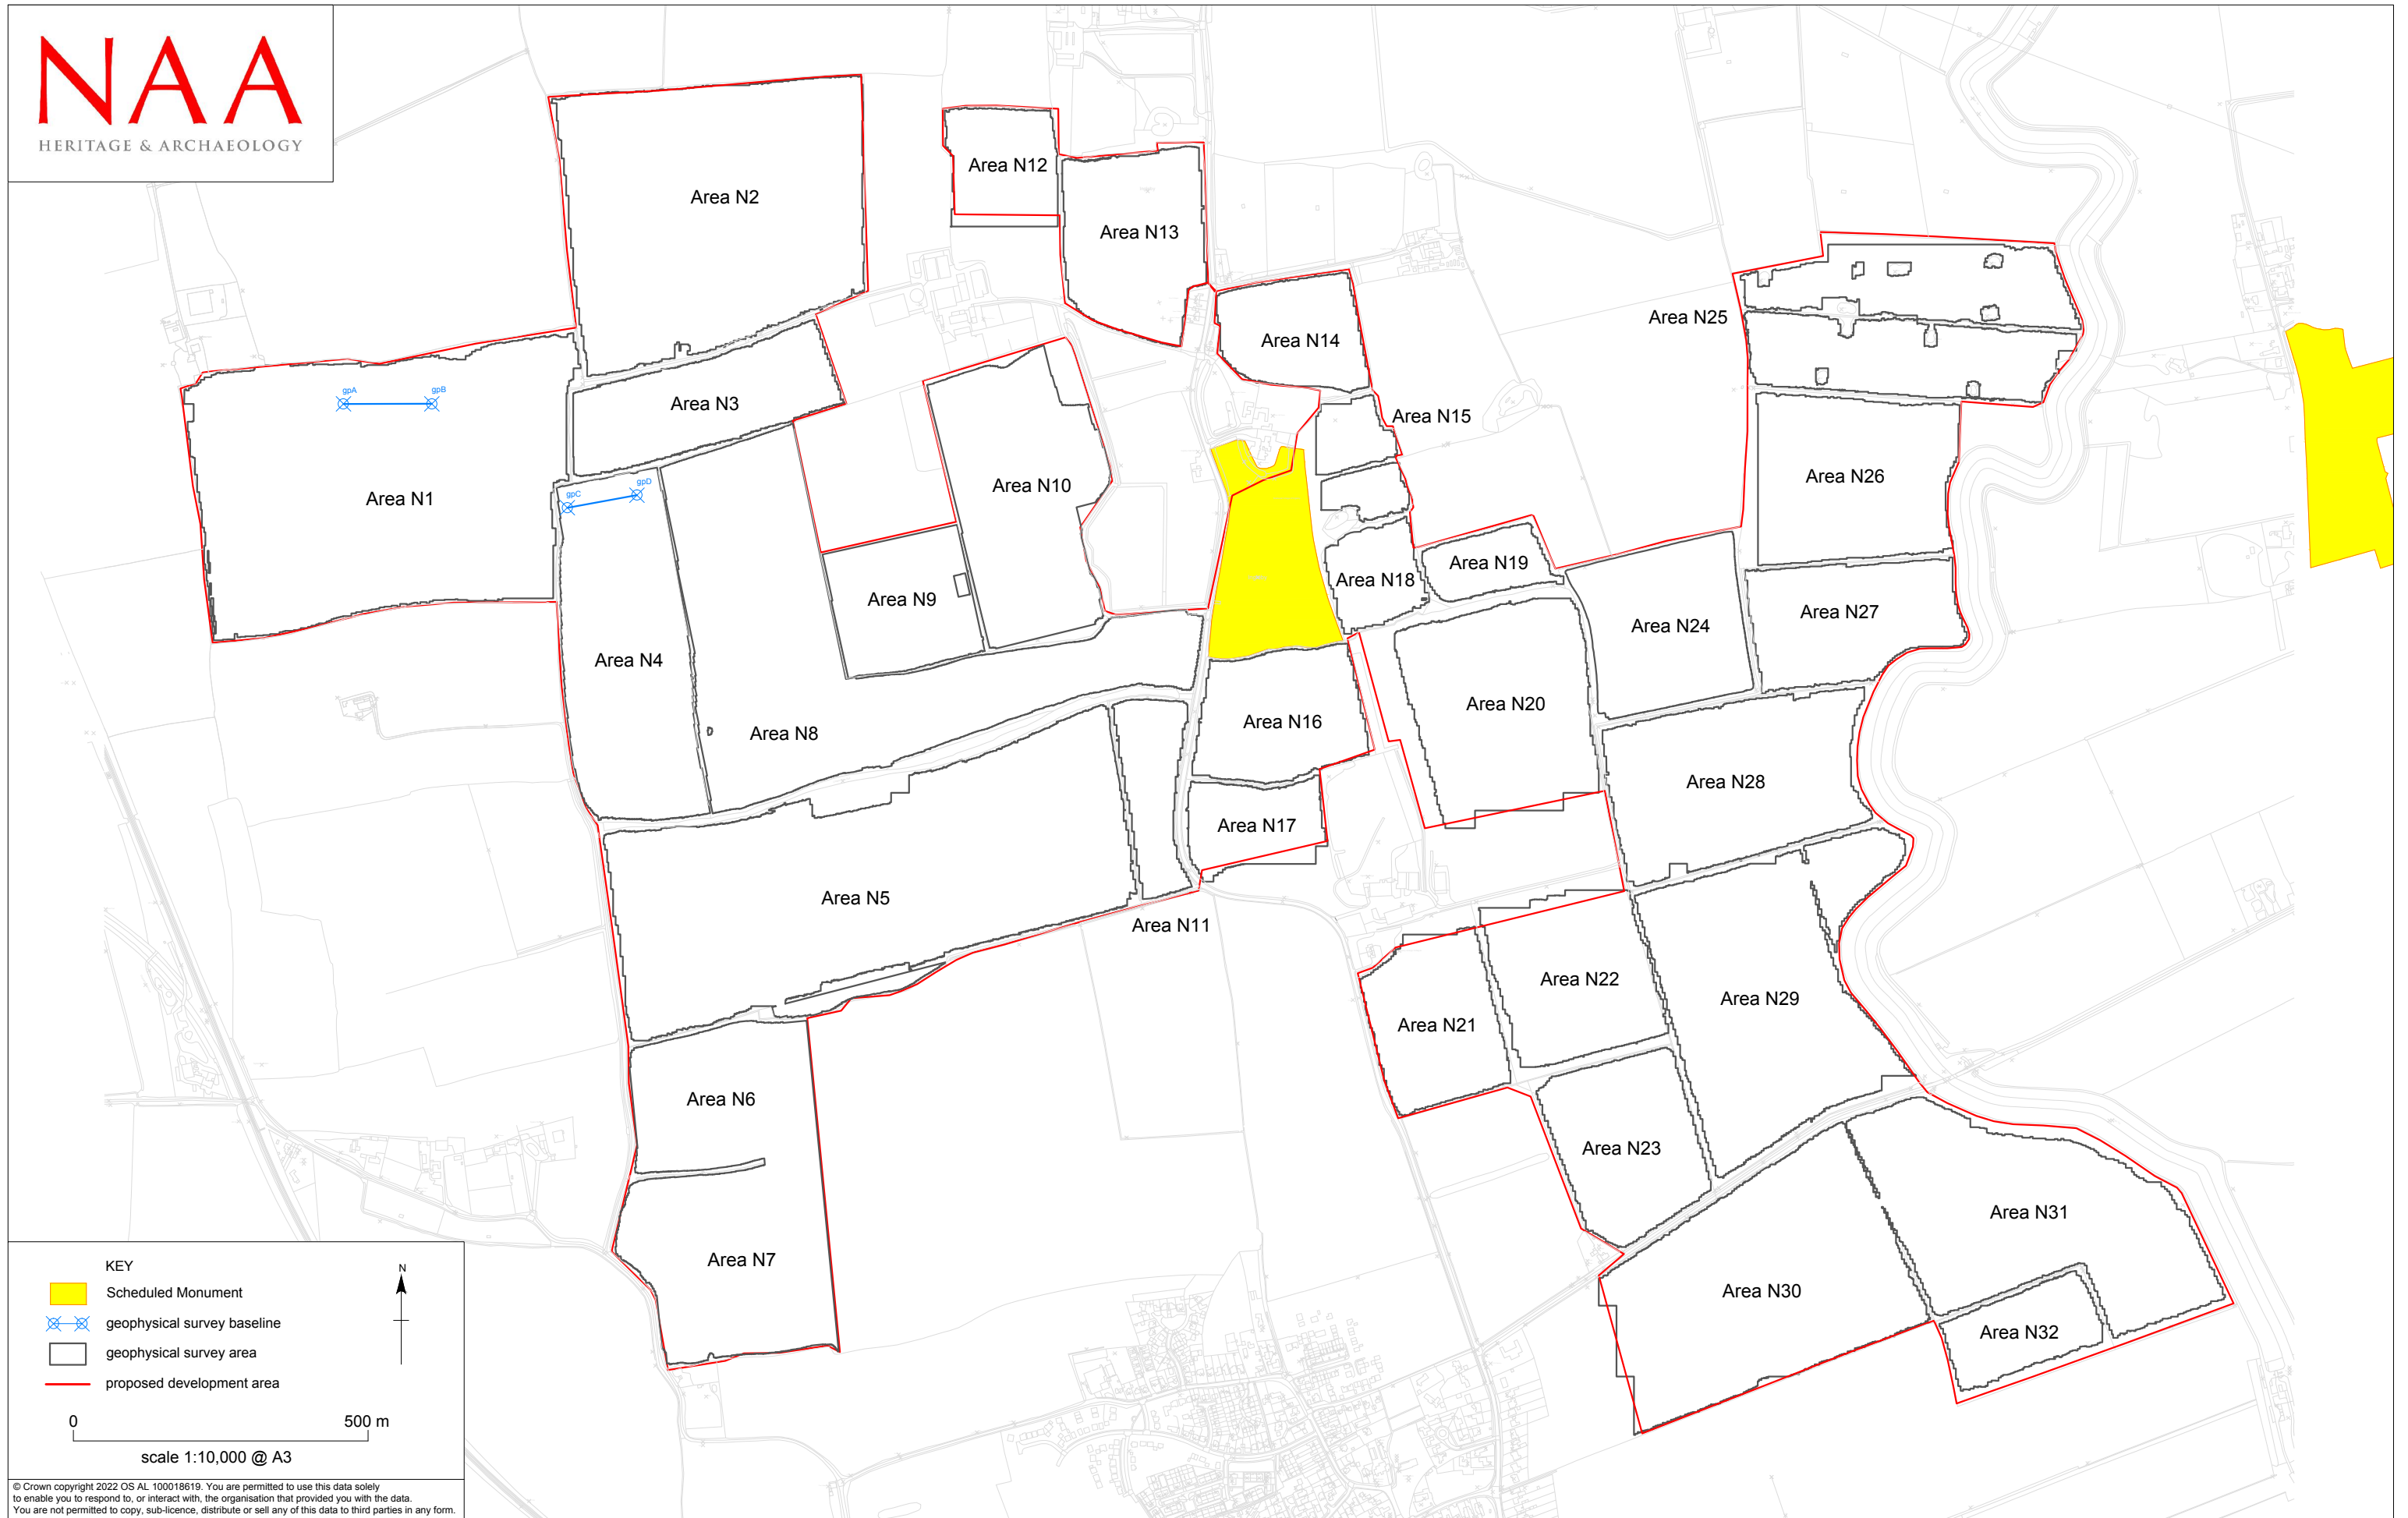 NAA
HERITAGE & ARCHAEOLOGY
Area N2
Area N12
Area N13
Area N14
Area N25
Area N3
Area N15
gpA
gpB
Area N1
gpC
gpD
Area N10
Area N26
Area N9
Area N18
Area N19
Area N27
Area N4
Area N24
Area N8
Area N16
Area N20
Area N28
Area N17
Area N5
Area N11
Area N22
Area N29
Area N21
Area N6
Area N23
Area N7
Area N31
Area N30
Area N32
KEY
Scheduled Monument
geophysical survey baseline
geophysical survey area
proposed development area
N
0 500 m
scale 1:10,000 @ A3
© Crown copyright 2022 OS AL 100018619. You are permitted to use this data solely
to enable you to respond to, or interact with, the organisation that provided you with the data.
You are not permitted to copy, sub-licence, distribute or sell any of this data to third parties in any form.